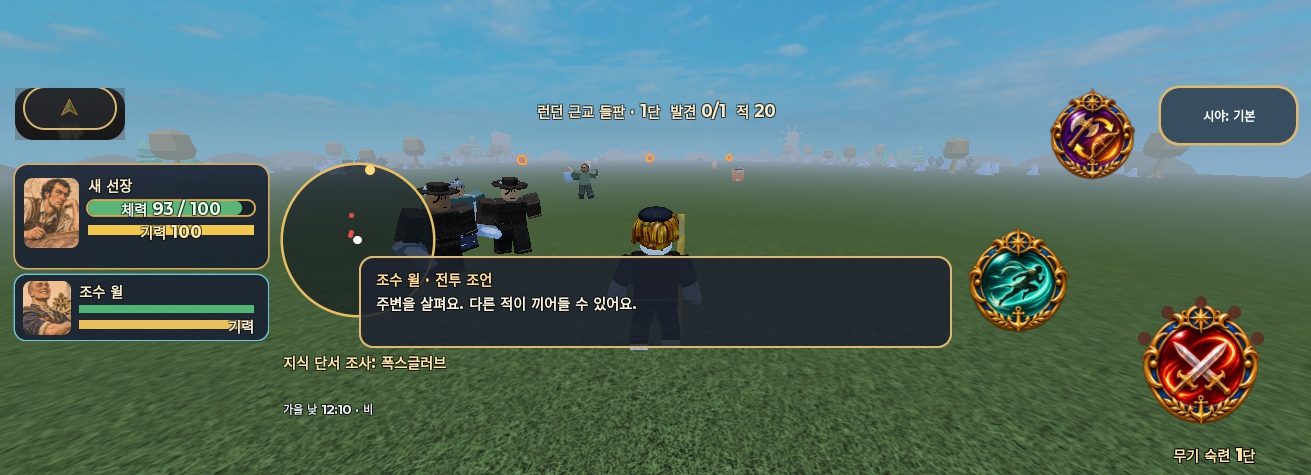 런던 근교 들판 · 1단 발견 0/1 적 20
시야: 기본
새 선장
체력 93 / 100
기력 100
조수 윌
기력
조수 윌 · 전투 조언
주변을 살펴요. 다른 적이 끼어들 수 있어요.
지식 단서 조사: 폭스글러브
가을 낮 12:10 · 비
무기 숙련 1단